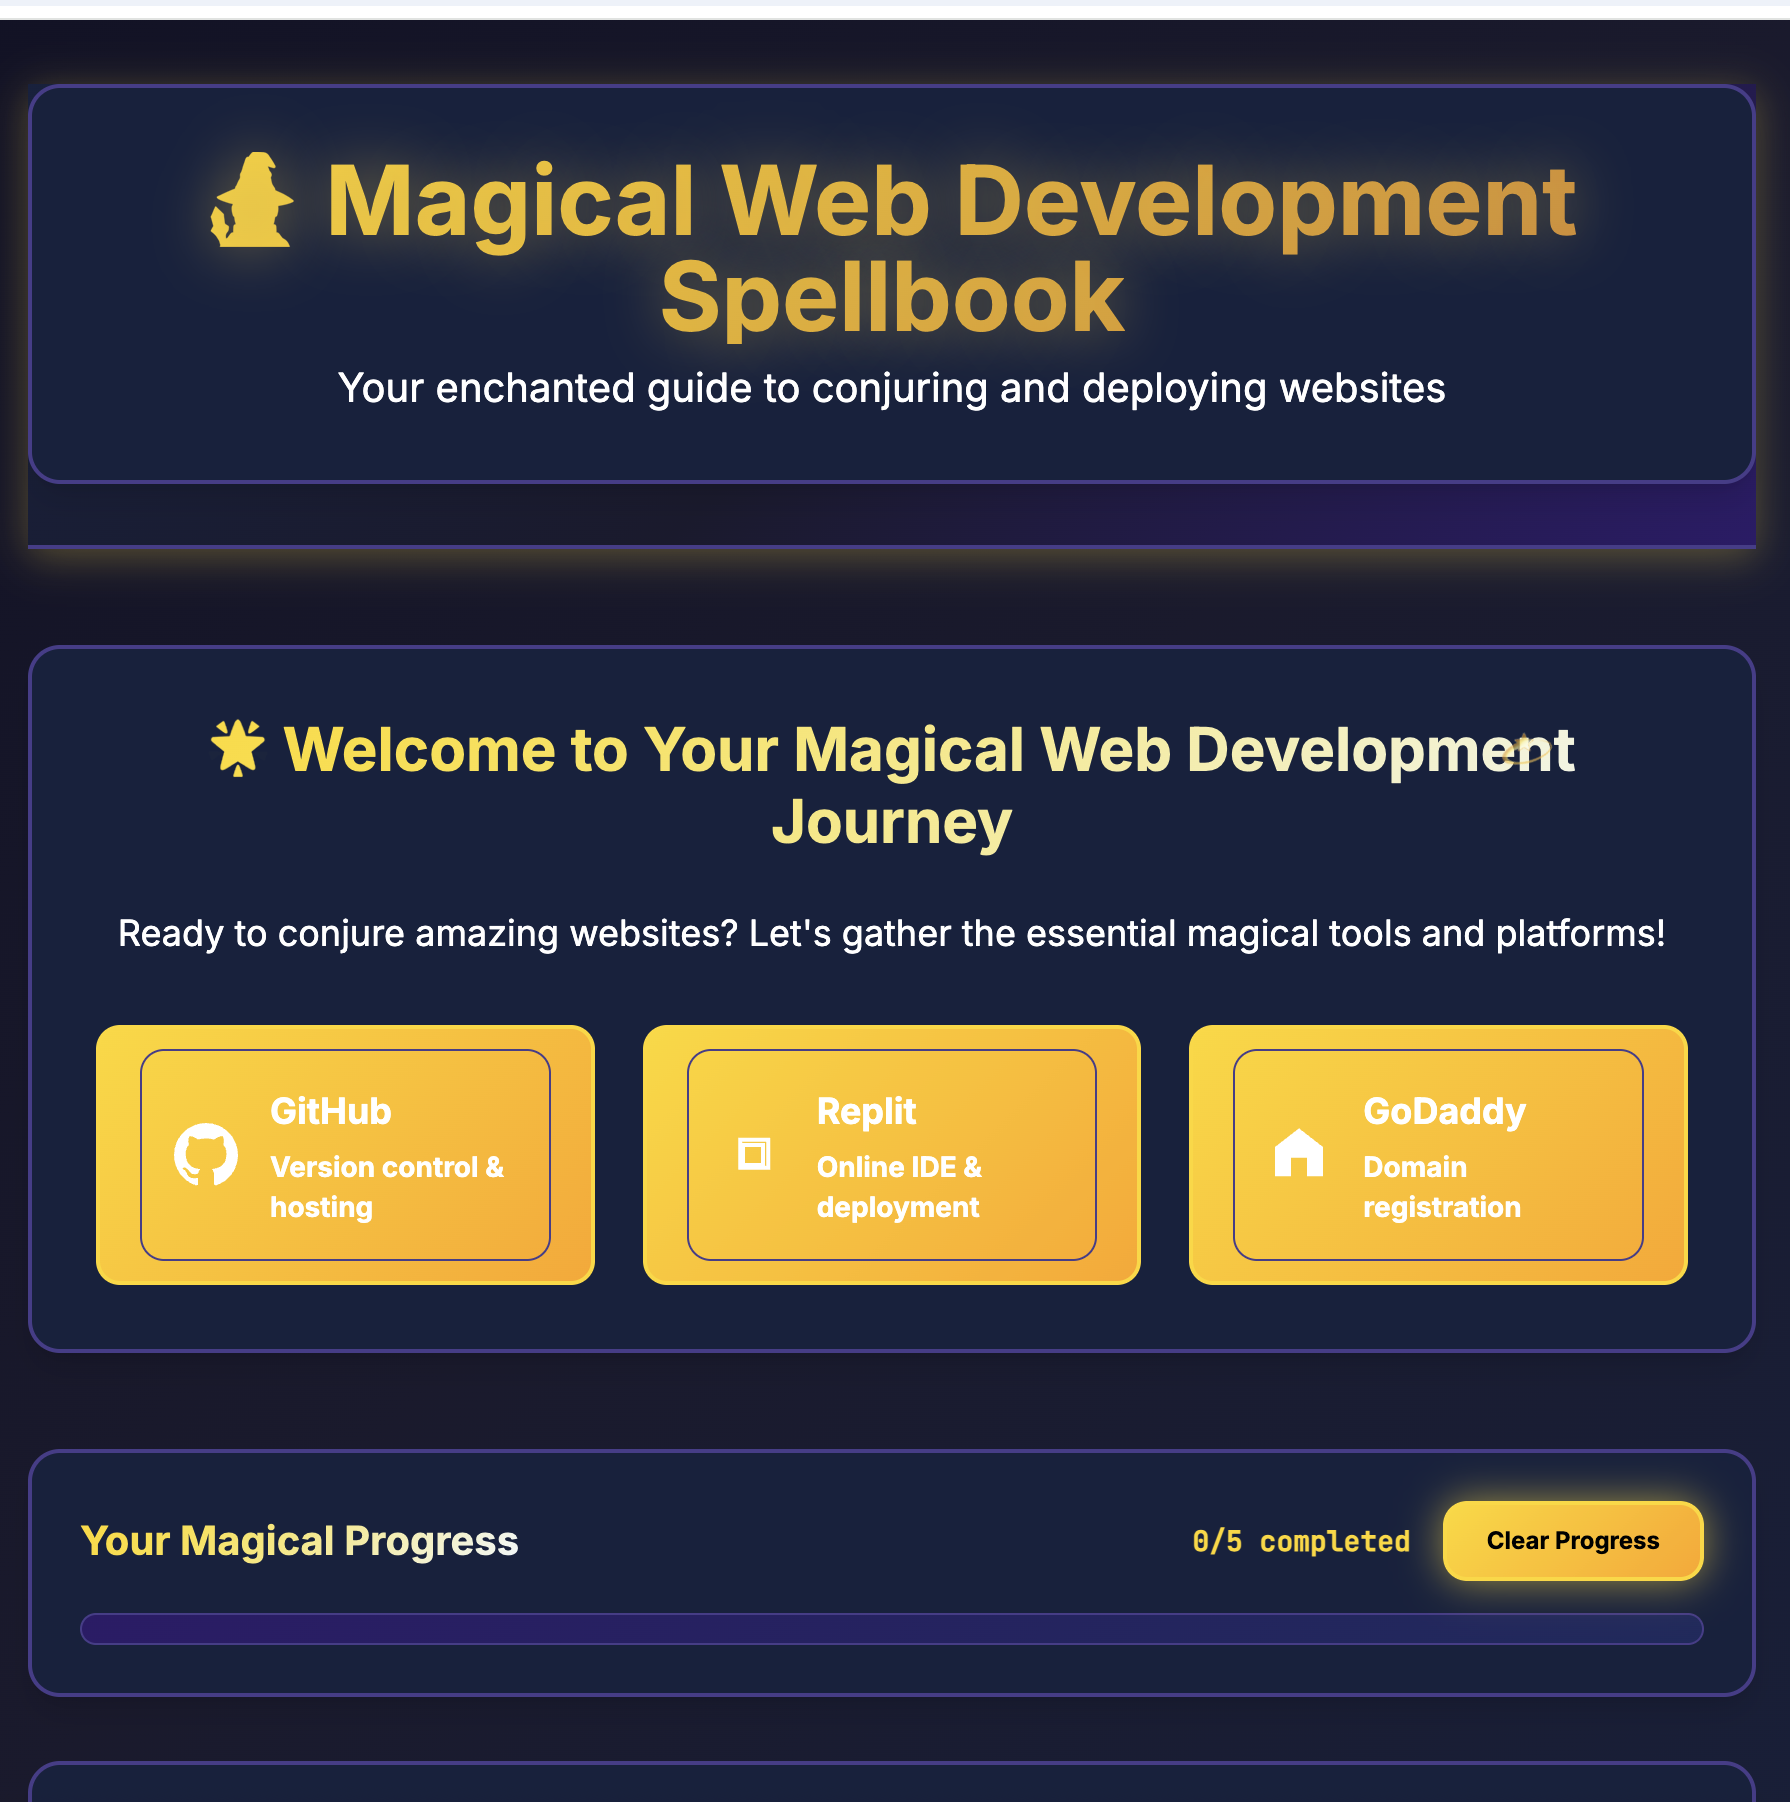 Magical Web Development
Spellbook
Your enchanted guide to conjuring and deploying websites
Welcome to Your Magical Web Development
Journey
Ready to conjure amazing websites? Let's gather the essential magical tools and platforms!
GitHub
Version control &
hosting
Replit
Online IDE &
deployment
GoDaddy
Domain
registration
Your Magical Progress
0/5 completed
Clear Progress